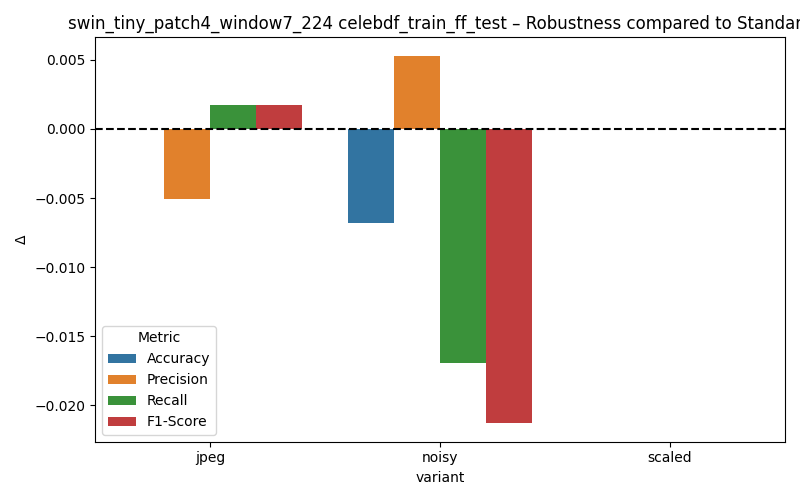 swin_tiny_patch4_window7_224 celebdf_train_ff_test – Robustness compared to Standar
0.005
0.000
−0.005
−0.010
−0.015
−0.020
Δ
Metric
Accuracy
Precision
Recall
F1-Score
jpeg noisy scaled
variant